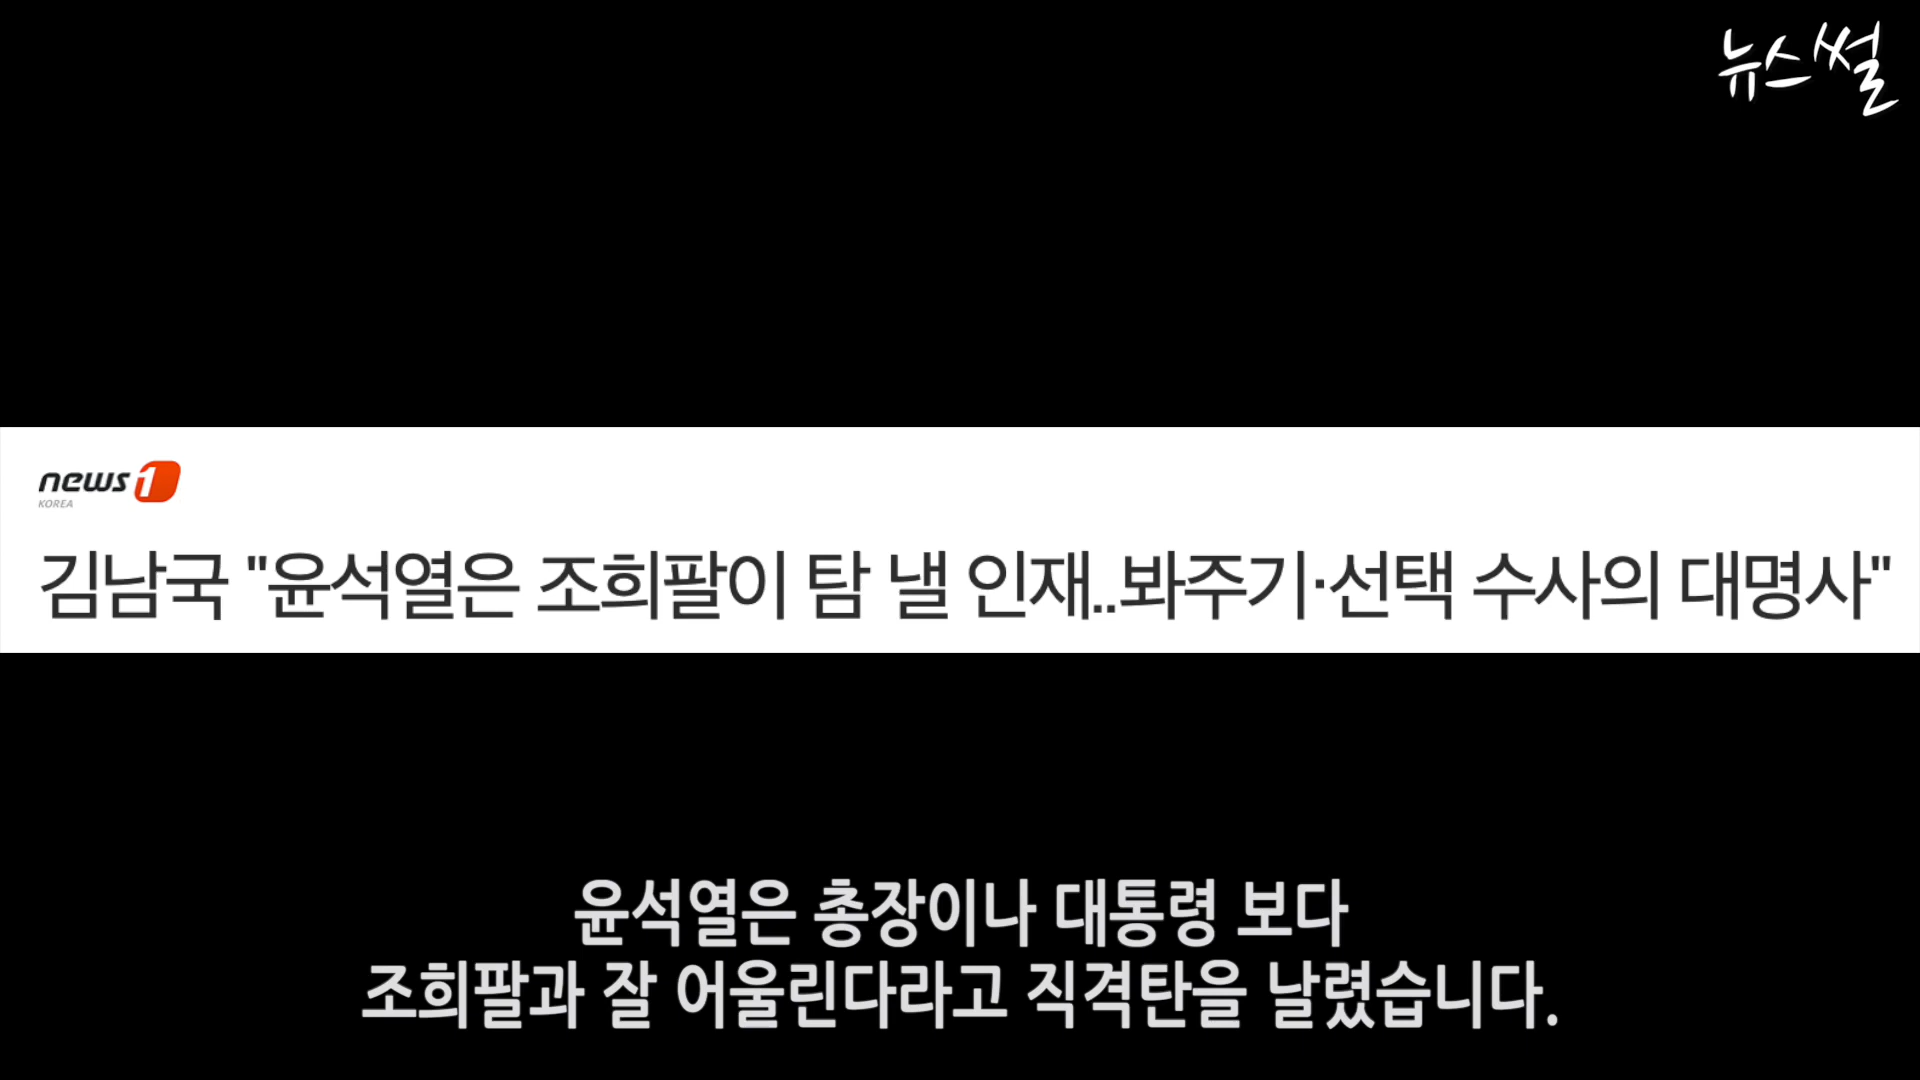 뉴스썰
news1
KOREA
김남국 "윤석열은 조희팔이 탐 낼 인재..봐주기·선택 수사의 대명사"
윤석열은 총장이나 대통령 보다
조희팔과 잘 어울린다라고 직격탄을 날렸습니다.